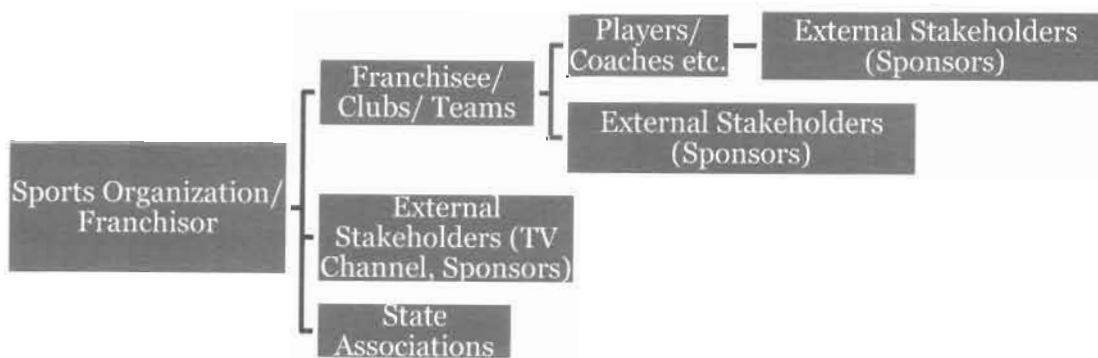 Sports Organization/
Franchisor
Franchisee/
Clubs/ Teams
Players/
Coaches etc.
External Stakeholders
(Sponsors)
External Stakeholders
(Sponsors)
External
Stakeholders (TV
Channel, Sponsors)
State
Associations